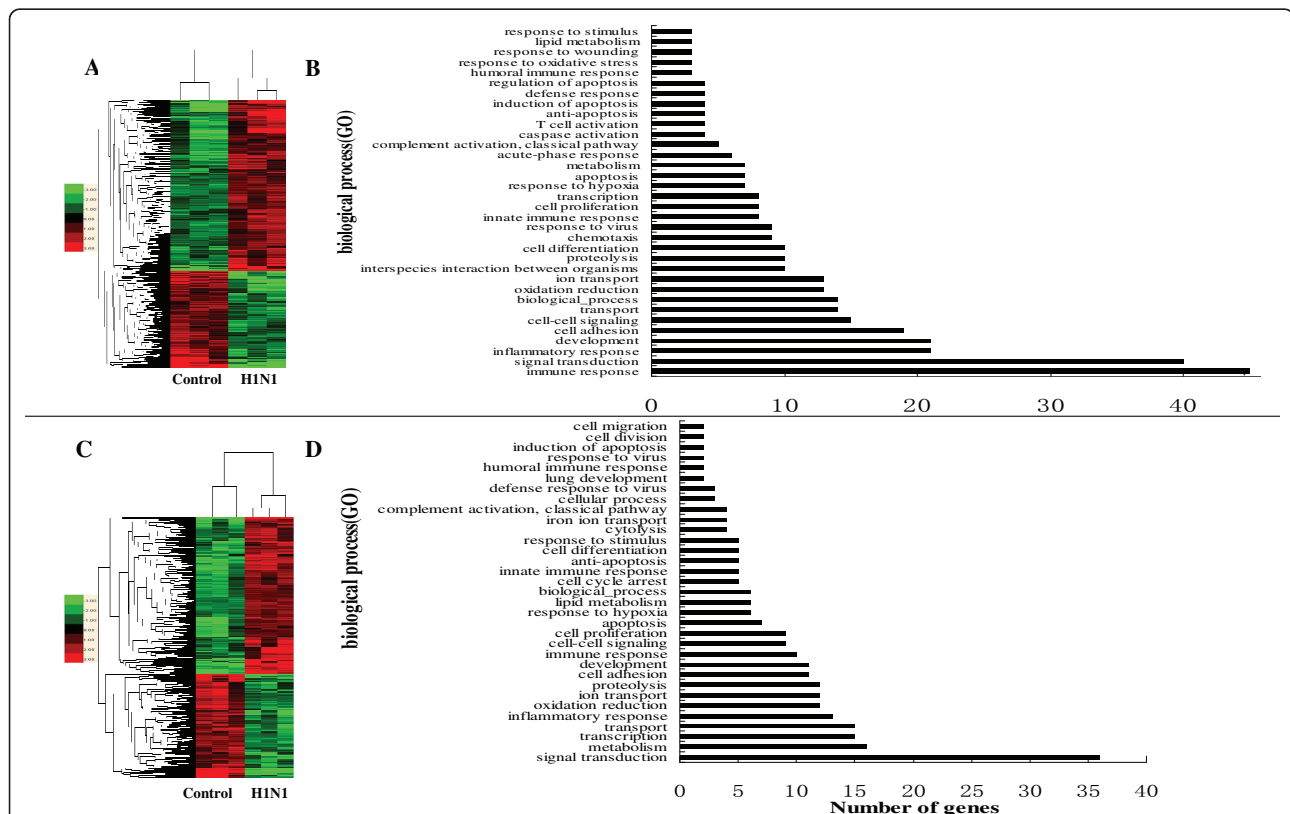 A
Control H1N1
B
biological process(GO)
response to stimulus
lipid metabolism
response to wounding
response to oxidative stress
humoral immune response
regulation of apoptosis
defense response
induction of apoptosis
anti-apoptosis
T cell activation
caspase activation
complement activation, classical pathway
acute-phase response
metabolism
apoptosis
response to hypoxia
transcription
cell proliferation
innate immune response
response to virus
chemotaxis
cell differentiation
proteolysis
interspecies interaction between organisms
ion transport
oxidation reduction
biological_process
transport
cell-cell signaling
cell adhesion
development
inflammatory response
signal transduction
immune response
0 10 20 30 40
C
Control H1N1
D
biological process(GO)
cell migration
cell division
induction of apoptosis
response to virus
humoral immune response
lung development
defense response to virus
cellular process
complement activation, classical pathway
iron ion transport
cytolysis
response to stimulus
cell differentiation
anti-apoptosis
innate immune response
cell cycle arrest
biological_process
lipid metabolism
response to hypoxia
apoptosis
cell proliferation
cell-cell signaling
immune response
development
cell adhesion
proteolysis
ion transport
oxidation reduction
inflammatory response
transport
transcription
metabolism
signal transduction
0 5 10 15 20 25 30 35 40
Number of genes